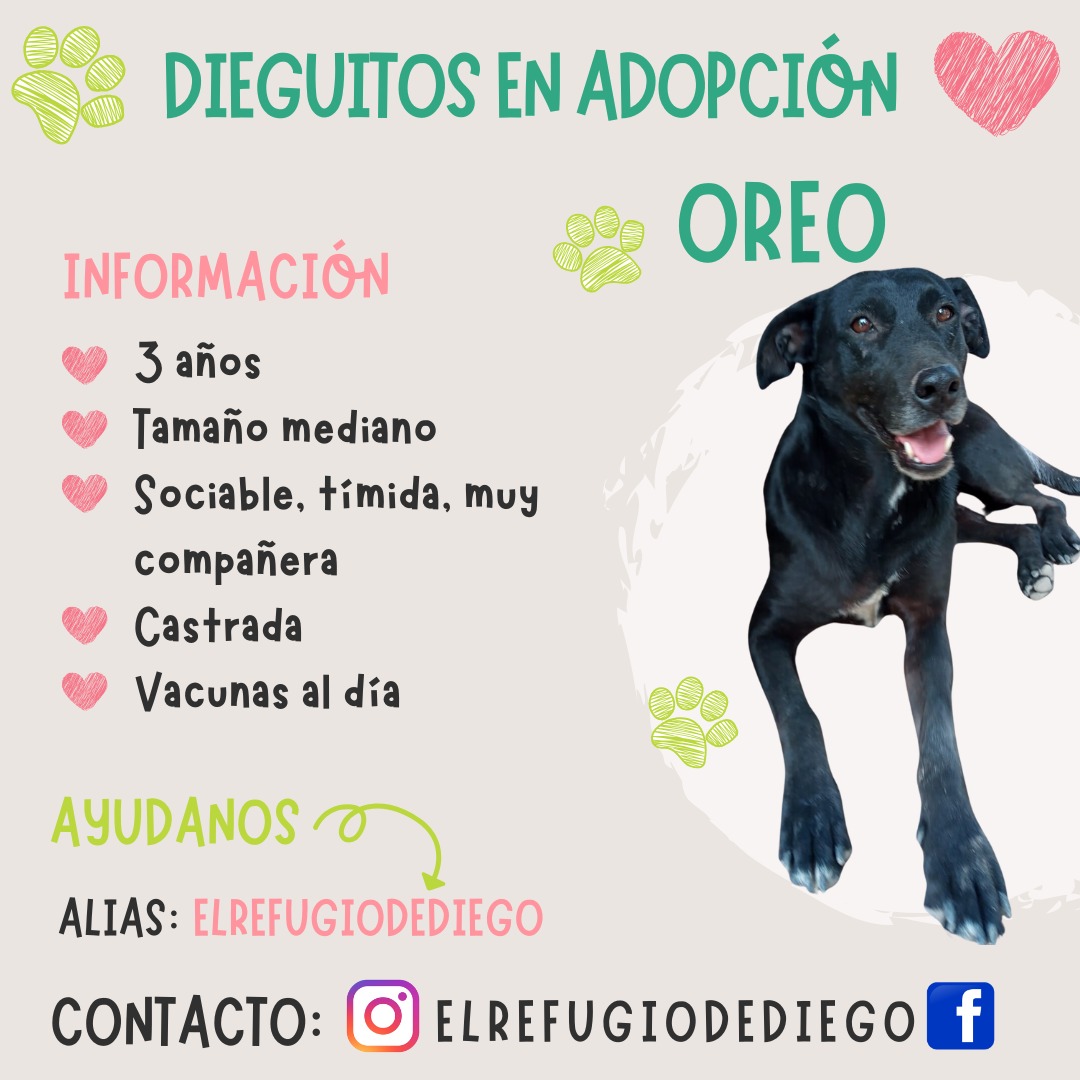 DIEGUITOS EN ADOPCIÓN
OREO
INFORMACIÓN
3 años
Tamaño mediano
Sociable, tímida, muy
compañera
Castrada
Vacunas al día
AYUDANOS
ALIAS: ELREFUGIODEDIEGO
CONTACTO: ELREFUGIODEDIEGO